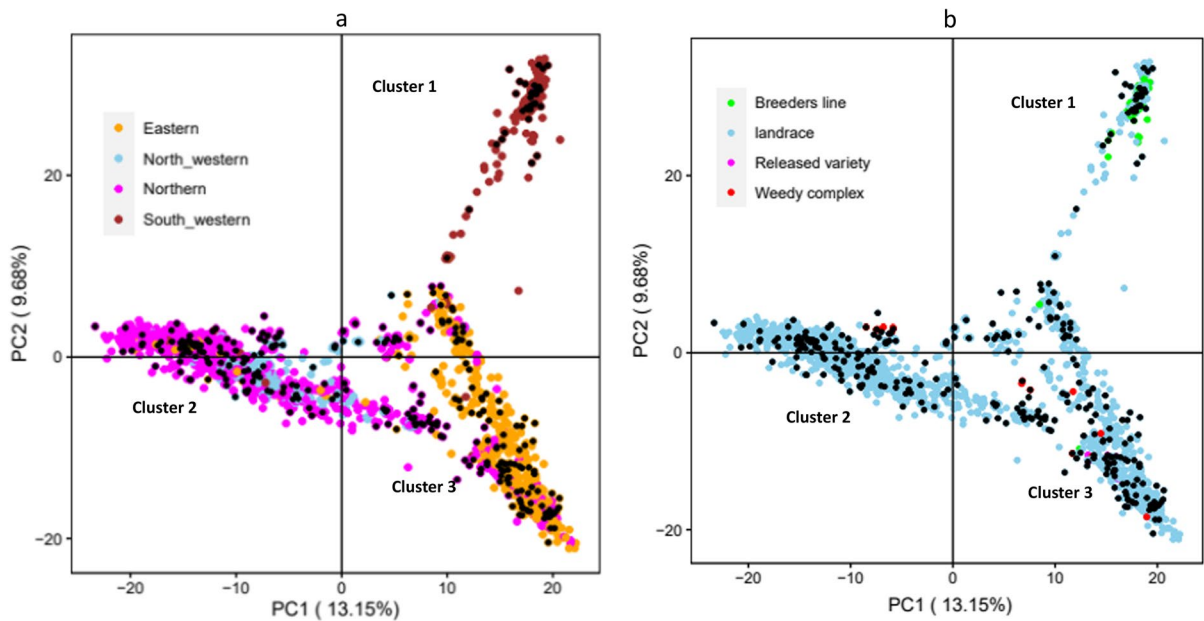 a
Cluster 1
Eastern
North_western
Northern
South_western
Cluster 2
Cluster 3
20
0
−20
−20
−10
0
10
20
PC2 ( 9.68%)
PC1 ( 13.15%)
b
Cluster 1
Breeders line
landrace
Released variety
Weedy complex
Cluster 2
Cluster 3
20
0
−20
−20
−10
0
10
20
PC2 ( 9.68%)
PC1 ( 13.15%)